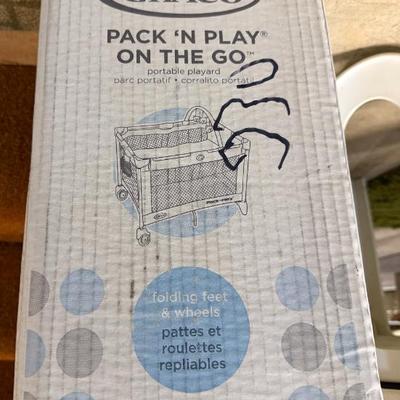 PACK 'N PLAY®
ON THE GO™
portable playard
parc portatif • corralito portátil
folding feet
& wheels
pattes et
roulettes
repliables